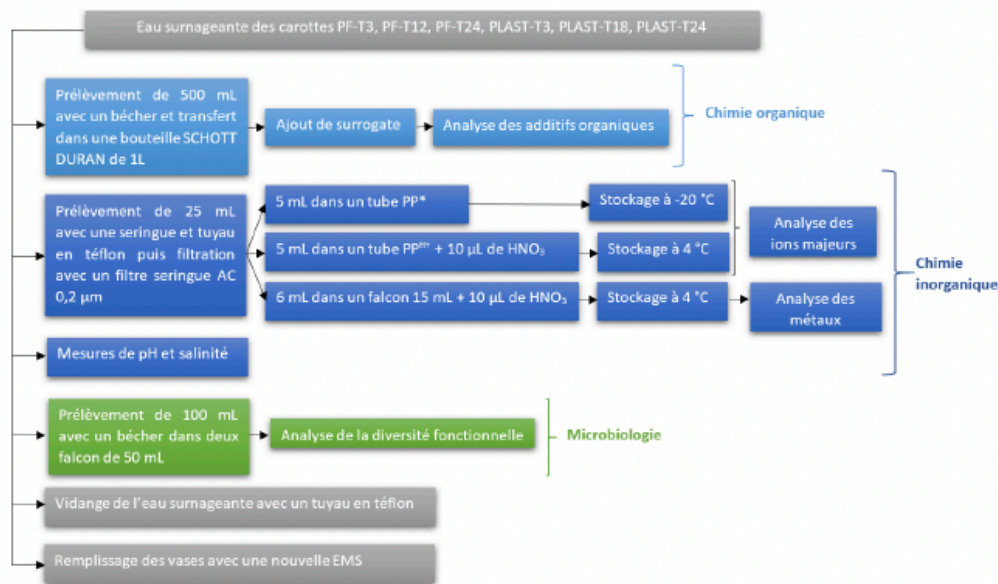 Eau surnageante des carottes PF-T3, PF-T12, PF-T24, PLAST-T3, PLAST-T18, PLAST-T24
Prélèvement de 500 mL
avec un bécher et transfert
dans une bouteille SCHOTT
DURAN de 1L
Ajout de surrogate
Analyse des additifs organiques
Chimie organique
Prélèvement de 25 mL
avec une seringue et tuyau
en téflon puis filtration
avec un filtre seringue AC
0,2 µm
5 mL dans un tube PP*
Stockage à -20 °C
5 mL dans un tube PP + 10 µL de HNO₃
Stockage à 4 °C
Analyse des
ions majeurs
6 mL dans un falcon 15 mL + 10 µL de HNO₃
Stockage à 4 °C
Analyse des
métaux
Chimie
inorganique
Mesures de pH et salinité
Prélèvement de 100 mL
avec un bécher dans deux
falcon de 50 mL
Analyse de la diversité fonctionnelle
Microbiologie
Vidange de l'eau surnageante avec un tuyau en téflon
Remplissage des vases avec une nouvelle EMS